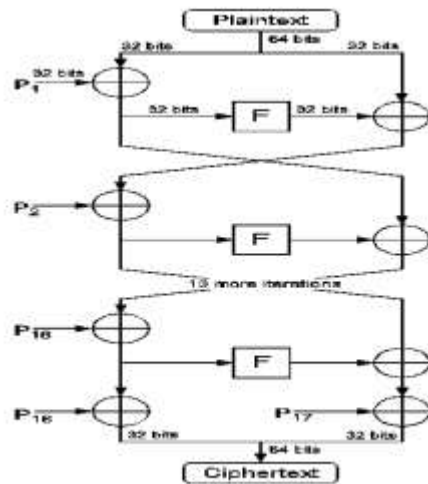 Plaintext
64 bits
32 bits 32 bits
32 bits
P1
32 bits F 32 bits
P2
F
13 more iterations
P16
F
P18 P17
32 bits 32 bits
64 bits
Ciphertext